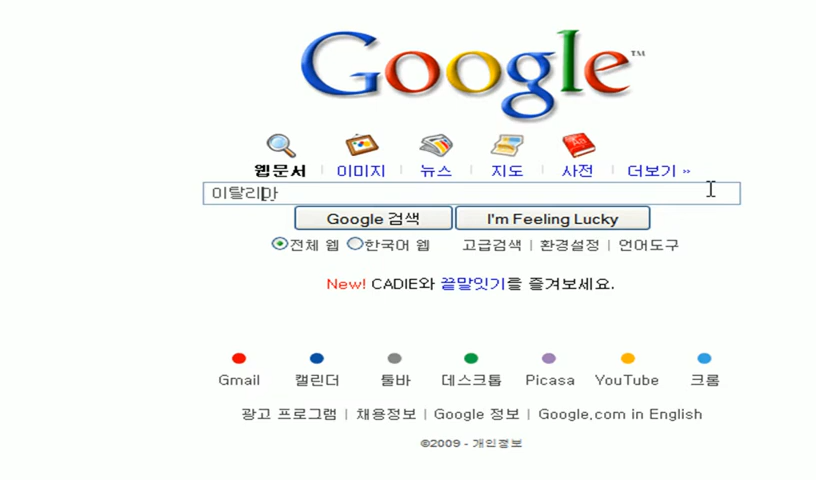 Google™
웹문서 이미지 뉴스 지도 사전 더보기 »
이탈리만
Google 검색 I'm Feeling Lucky
전체 웹 한국어 웹 고급검색 | 환경설정 | 언어도구
New! CADIE와 끝말잇기를 즐겨보세요.
Gmail 캘린더 툴바 데스크톱 Picasa YouTube 크롬
광고 프로그램 | 채용정보 | Google 정보 | Google.com in English
©2009 - 개인정보